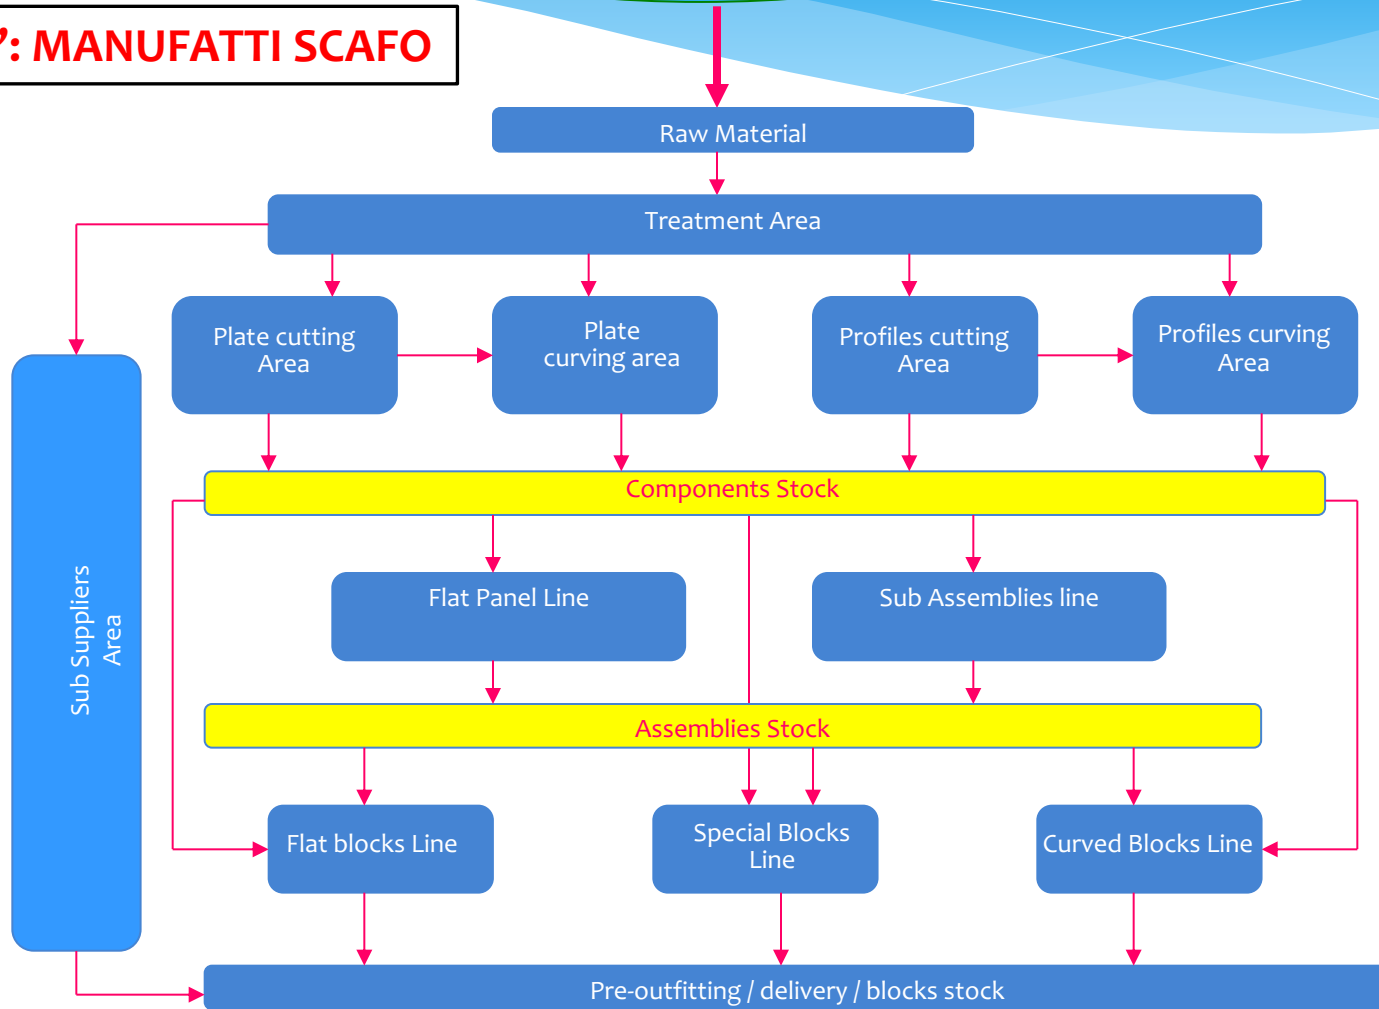 ’: MANUFATTI SCAFO
Raw Material
Treatment Area
Plate cutting
Area
Plate
curving area
Profiles cutting
Area
Profiles curving
Area
Components Stock
Sub Suppliers
Area
Flat Panel Line
Sub Assemblies line
Assemblies Stock
Flat blocks Line
Special Blocks
Line
Curved Blocks Line
Pre-outfitting / delivery / blocks stock